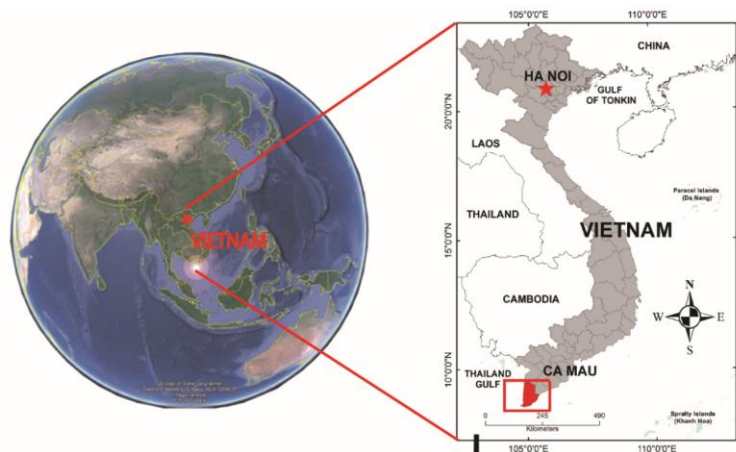 VIETNAM
105°0'0"E
110°0'0"E
CHINA
HA NOI
GULF
OF TONKIN
20°0'0"N
LAOS
Paracel Islands
(Da Nang)
THAILAND
VIETNAM
15°0'0"N
CAMBODIA
N
W
E
S
10°0'0"N
THAILAND
GULF
CA MAU
0
245
490
Kilometers
Spratly Islands
(Khanh Hoa)
105°0'0"E
110°0'0"E